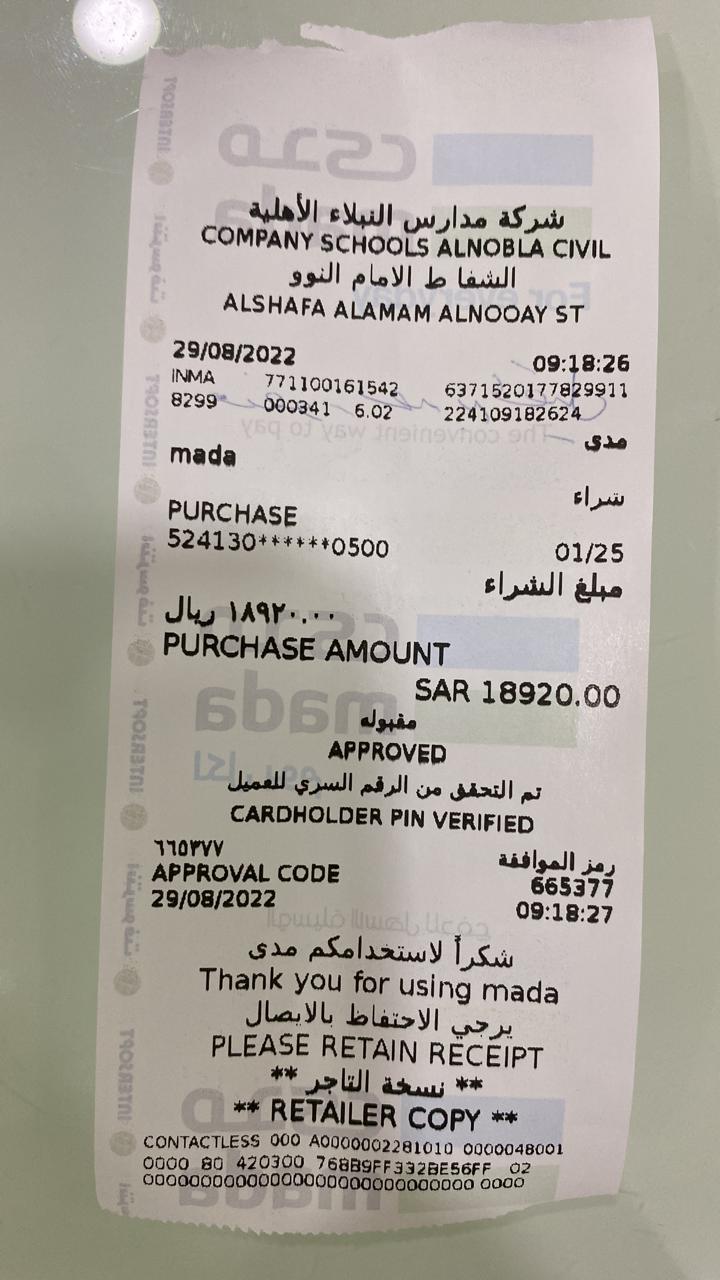 شركة مدارس النبلاء الأهلية
COMPANY SCHOOLS ALNOBLA CIVIL
الشفا ط الامام النوو
ALSHAFA ALAMAM ALNOOAY ST
29/08/2022 09:18:26
INMA 771100161542 6371520177829911
8299 000341 6.02 224109182624
مدى
mada
شراء
PURCHASE
524130******0500 01/25
مبلغ الشراء
١٨٩٢٠.٠٠ ريال
PURCHASE AMOUNT
SAR 18920.00
مقبوله
APPROVED
تم التحقق من الرقم السري للعميل
CARDHOLDER PIN VERIFIED
رمز الموافقة ٦٦٥٣٧٧
APPROVAL CODE 665377
29/08/2022 09:18:27
شكراً لاستخدامكم مدى
Thank you for using mada
يرجي الاحتفاظ بالايصال
PLEASE RETAIN RECEIPT
** نسخة التاجر **
** RETAILER COPY **
CONTACTLESS 000 A0000002281010 0000048001
0000 80 420300 768B9FF332BE56FF 02
00000000000000000000000000000 0000